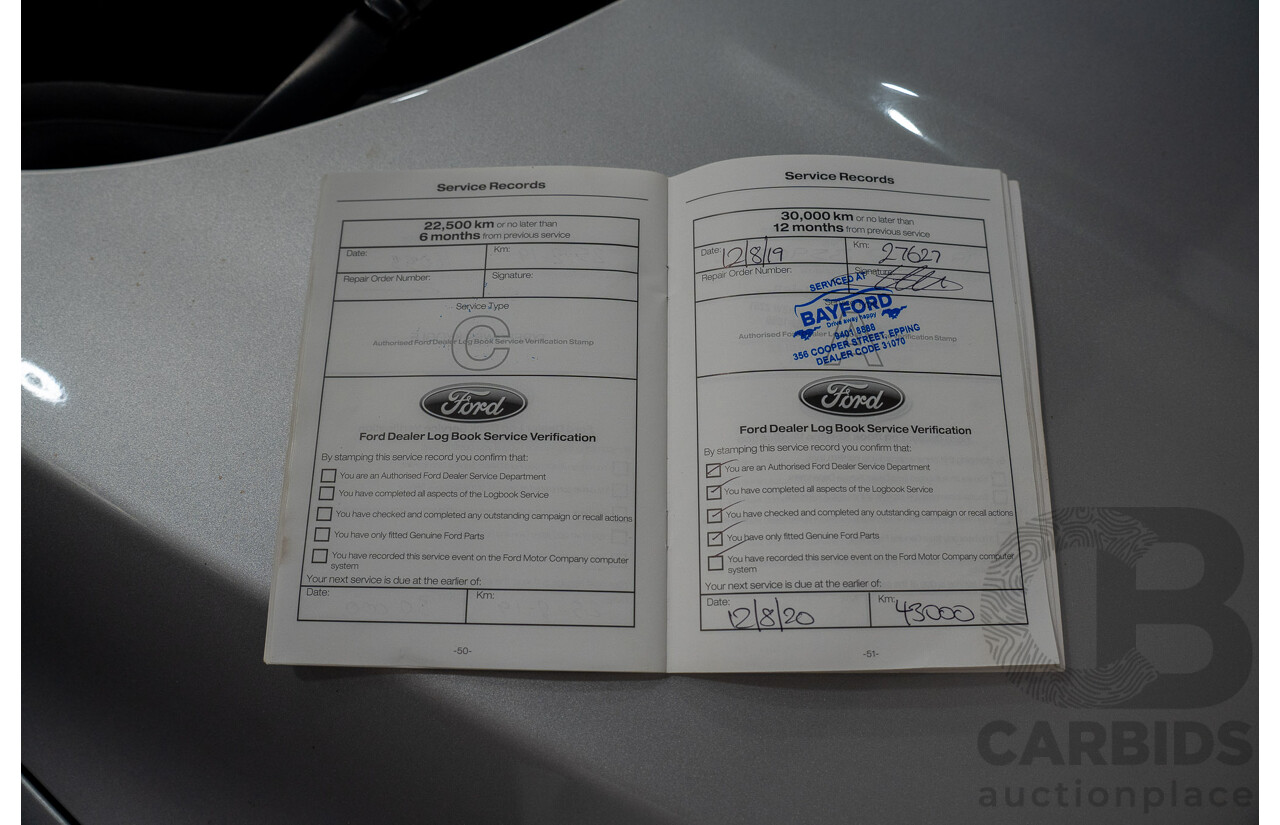 Service Records
22,500 km or no later than
6 months from previous service
Date:
Km:
Repair Order Number:
Signature:
Service Type
C
Authorised Ford Dealer Log Book Service Verification Stamp
Ford
Ford Dealer Log Book Service Verification
By stamping this service record you confirm that:
You are an Authorised Ford Dealer Service Department
You have completed all aspects of the Logbook Service
You have checked and completed any outstanding campaign or recall actions
You have only fitted Genuine Ford Parts
You have recorded this service event on the Ford Motor Company computer
system
Your next service is due at the earlier of:
Date:
Km:
-50-
Service Records
30,000 km or no later than
12 months from previous service
Date: 12/8/19
Km: 27627
Repair Order Number:
Signature:
SERVICED AT
BAYFORD
Drive away happy
9401 8888
356 COOPER STREET, EPPING
DEALER CODE 31070
A
Authorised Ford Dealer Log Verification Stamp
Ford
Ford Dealer Log Book Service Verification
By stamping this service record you confirm that:
You are an Authorised Ford Dealer Service Department
You have completed all aspects of the Logbook Service
You have checked and completed any outstanding campaign or recall actions
You have only fitted Genuine Ford Parts
You have recorded this service event on the Ford Motor Company computer
system
Your next service is due at the earlier of:
Date: 12/8/20
Km: 43000
-51-
CB
CARBIDS
auctionplace